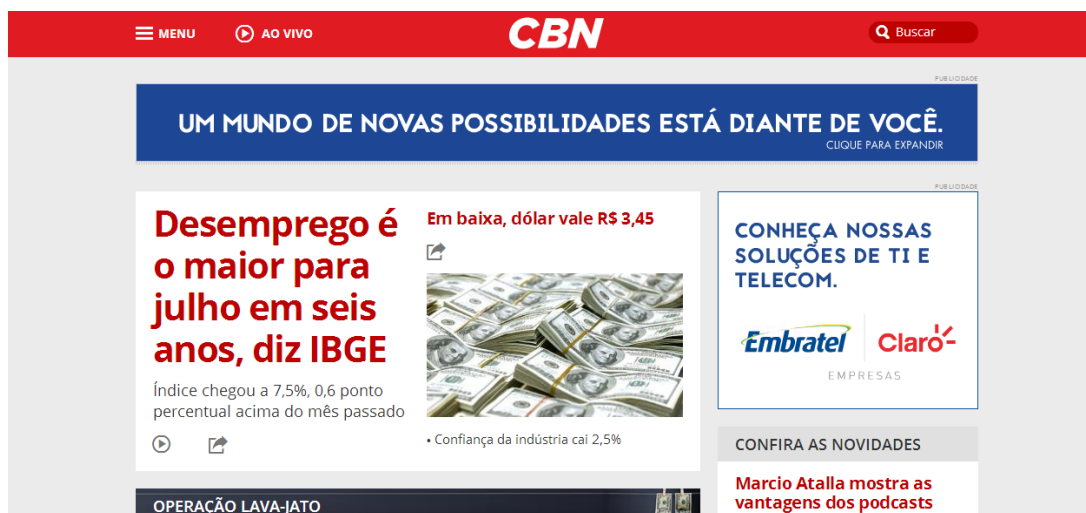 MENU
AO VIVO
CBN
Buscar
PUBLICIDADE
UM MUNDO DE NOVAS POSSIBILIDADES ESTÁ DIANTE DE VOCÊ.
CLIQUE PARA EXPANDIR
Desemprego é
o maior para
julho em seis
anos, diz IBGE
Índice chegou a 7,5%, 0,6 ponto
percentual acima do mês passado
Em baixa, dólar vale R$ 3,45
• Confiança da indústria cai 2,5%
PUBLICIDADE
CONHEÇA NOSSAS
SOLUÇÕES DE TI E
TELECOM.
Embratel
Claro
EMPRESAS
CONFIRA AS NOVIDADES
Marcio Atalla mostra as
vantagens dos podcasts
OPERAÇÃO LAVA-JATO